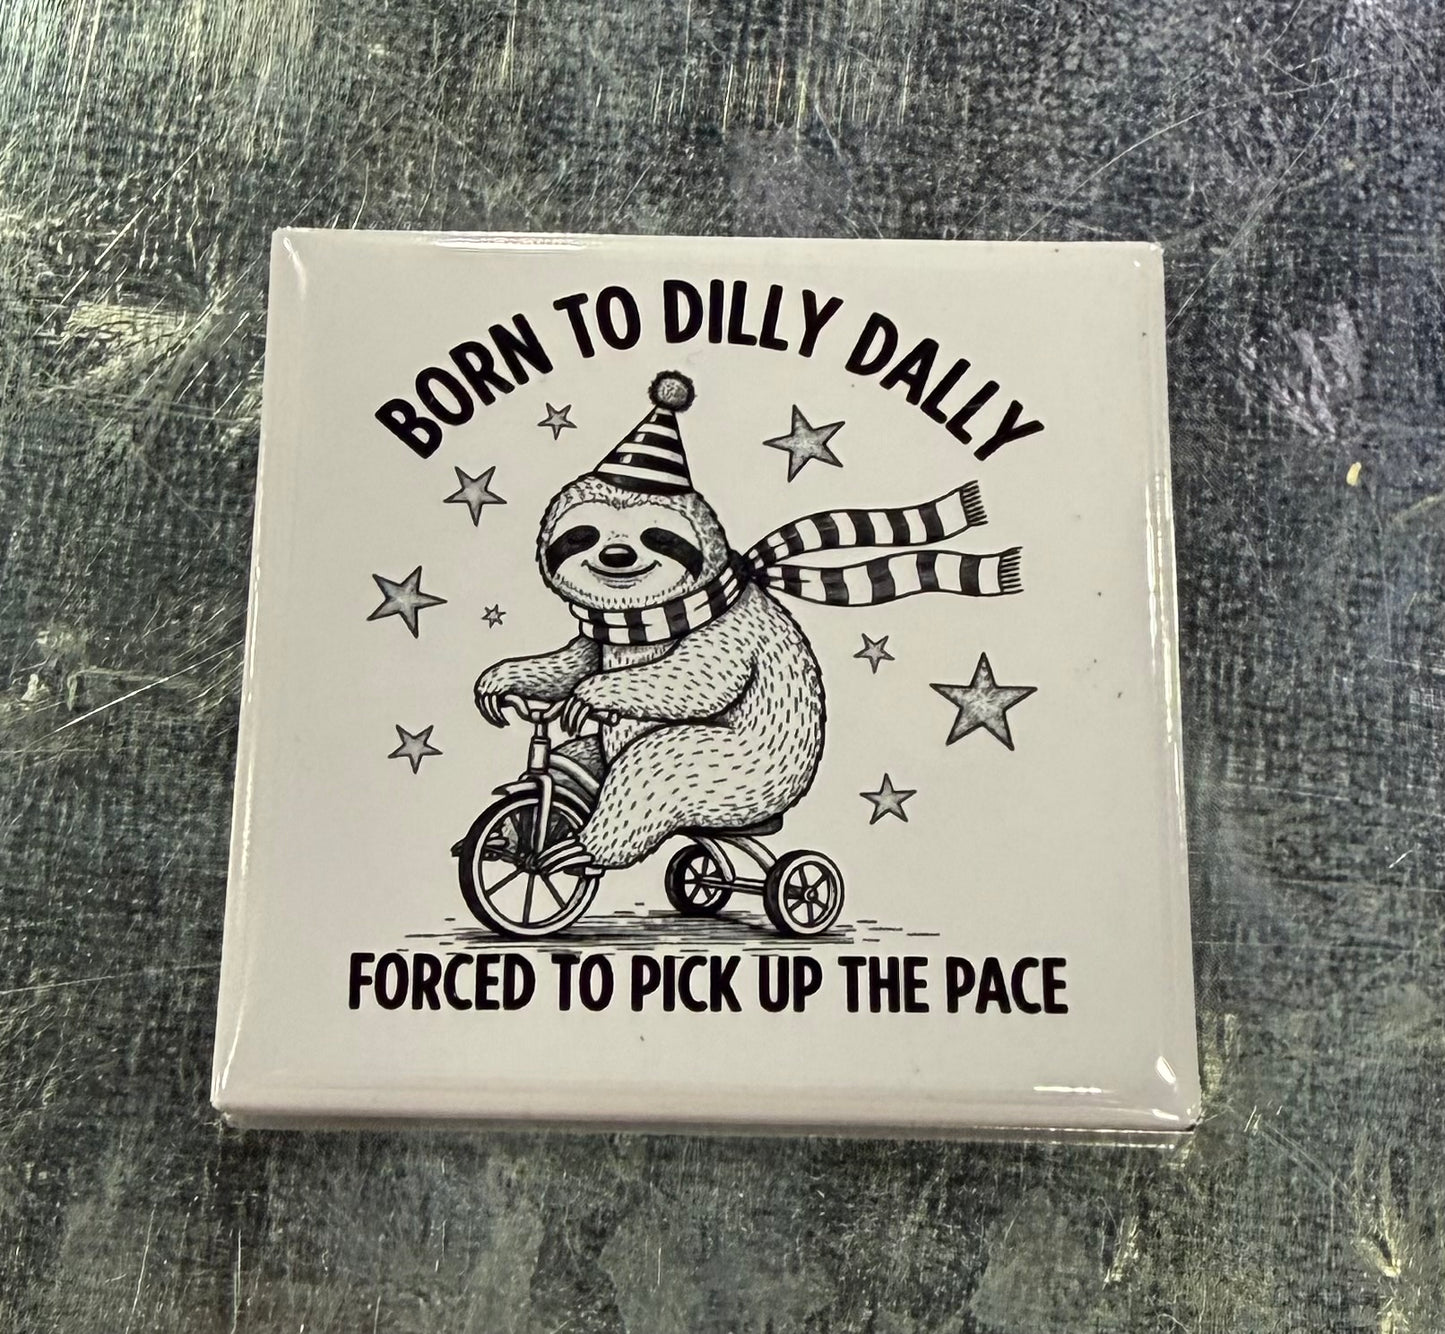 BORN TO DILLY DALLY
FORCED TO PICK UP THE PACE